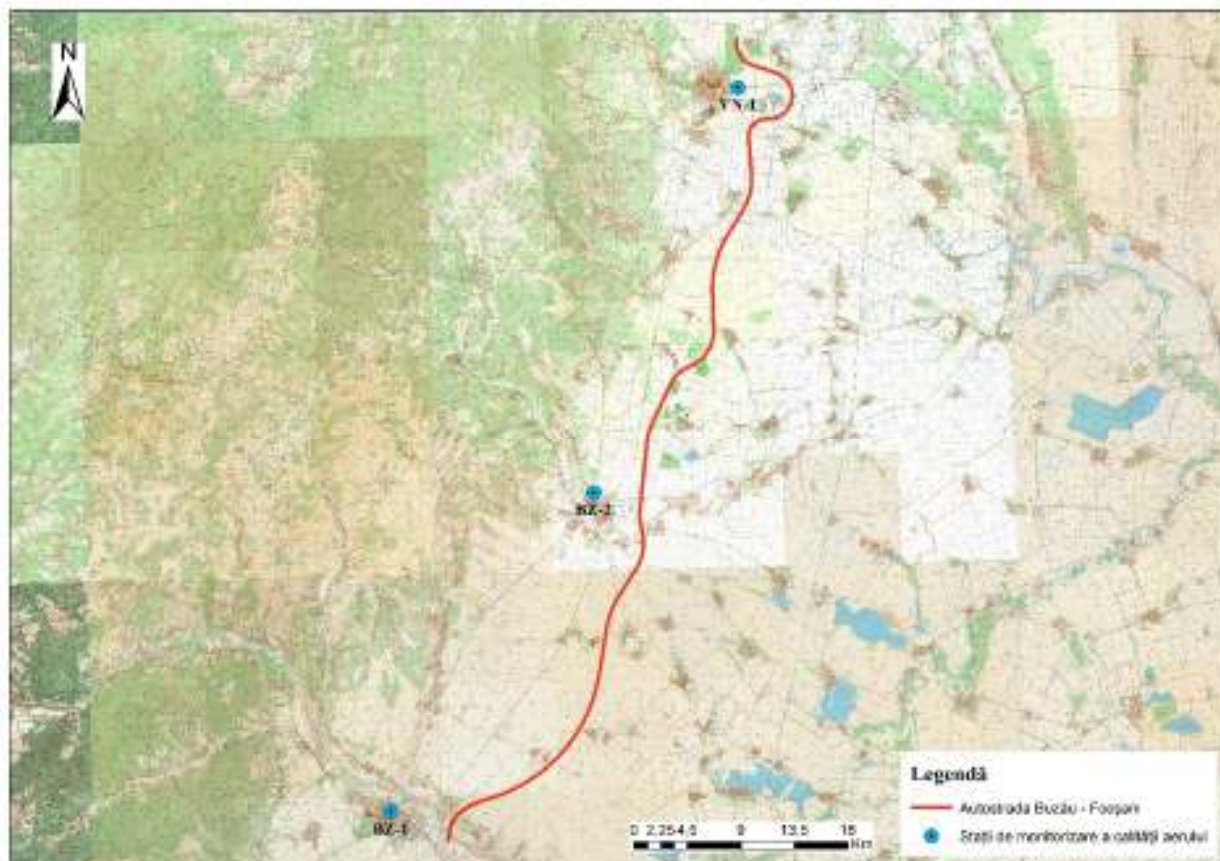 N
VN-1
BZ-2
BZ-1
Legendă
Autostrada Buzău - Focșani
Stații de monitorizare a calității aerului
0 2.25 4.5 9 13.5 18
Km